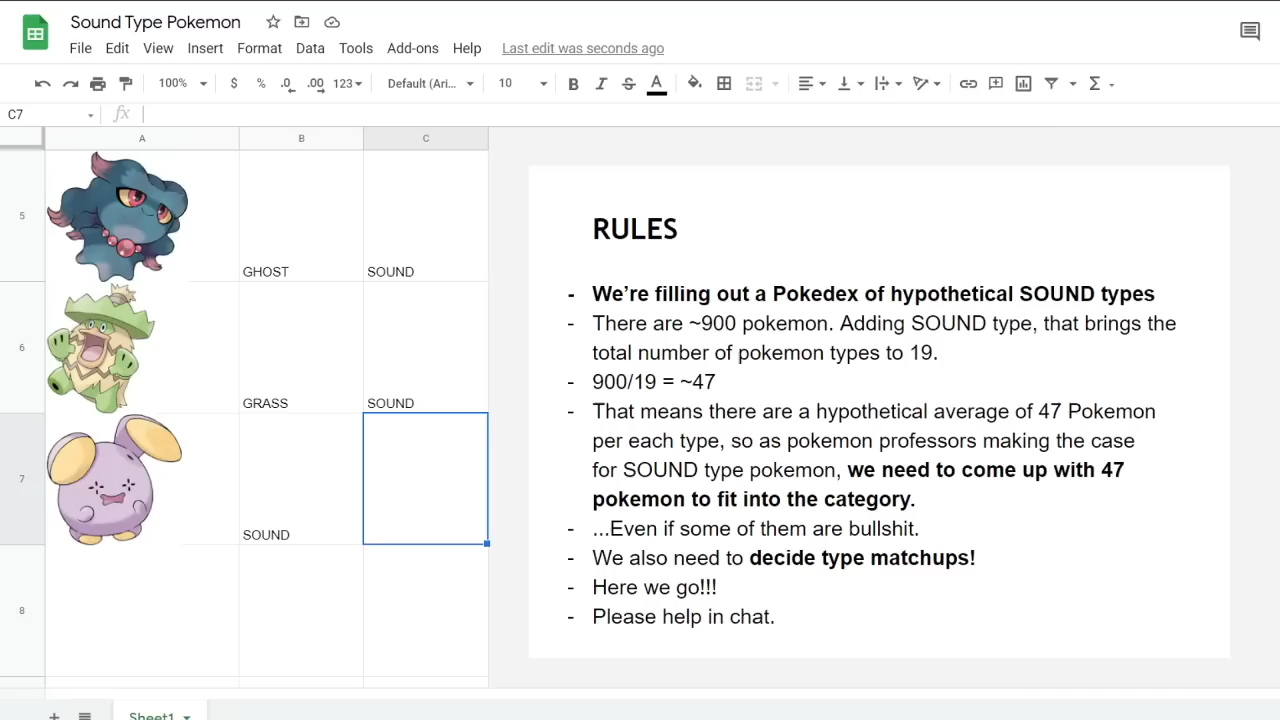 Sound Type Pokemon
File Edit View Insert Format Data Tools Add-ons Help Last edit was seconds ago
100% $ % .0 .00 123 Default (Ari... 10 B I S A Σ
C7 fx
A B C
5 GHOST SOUND
6 GRASS SOUND
7 SOUND
8
RULES
- We're filling out a Pokedex of hypothetical SOUND types
- There are ~900 pokemon. Adding SOUND type, that brings the
total number of pokemon types to 19.
- 900/19 = ~47
- That means there are a hypothetical average of 47 Pokemon
per each type, so as pokemon professors making the case
for SOUND type pokemon, we need to come up with 47
pokemon to fit into the category.
- ...Even if some of them are bullshit.
- We also need to decide type matchups!
- Here we go!!!
- Please help in chat.
+ Sheet1